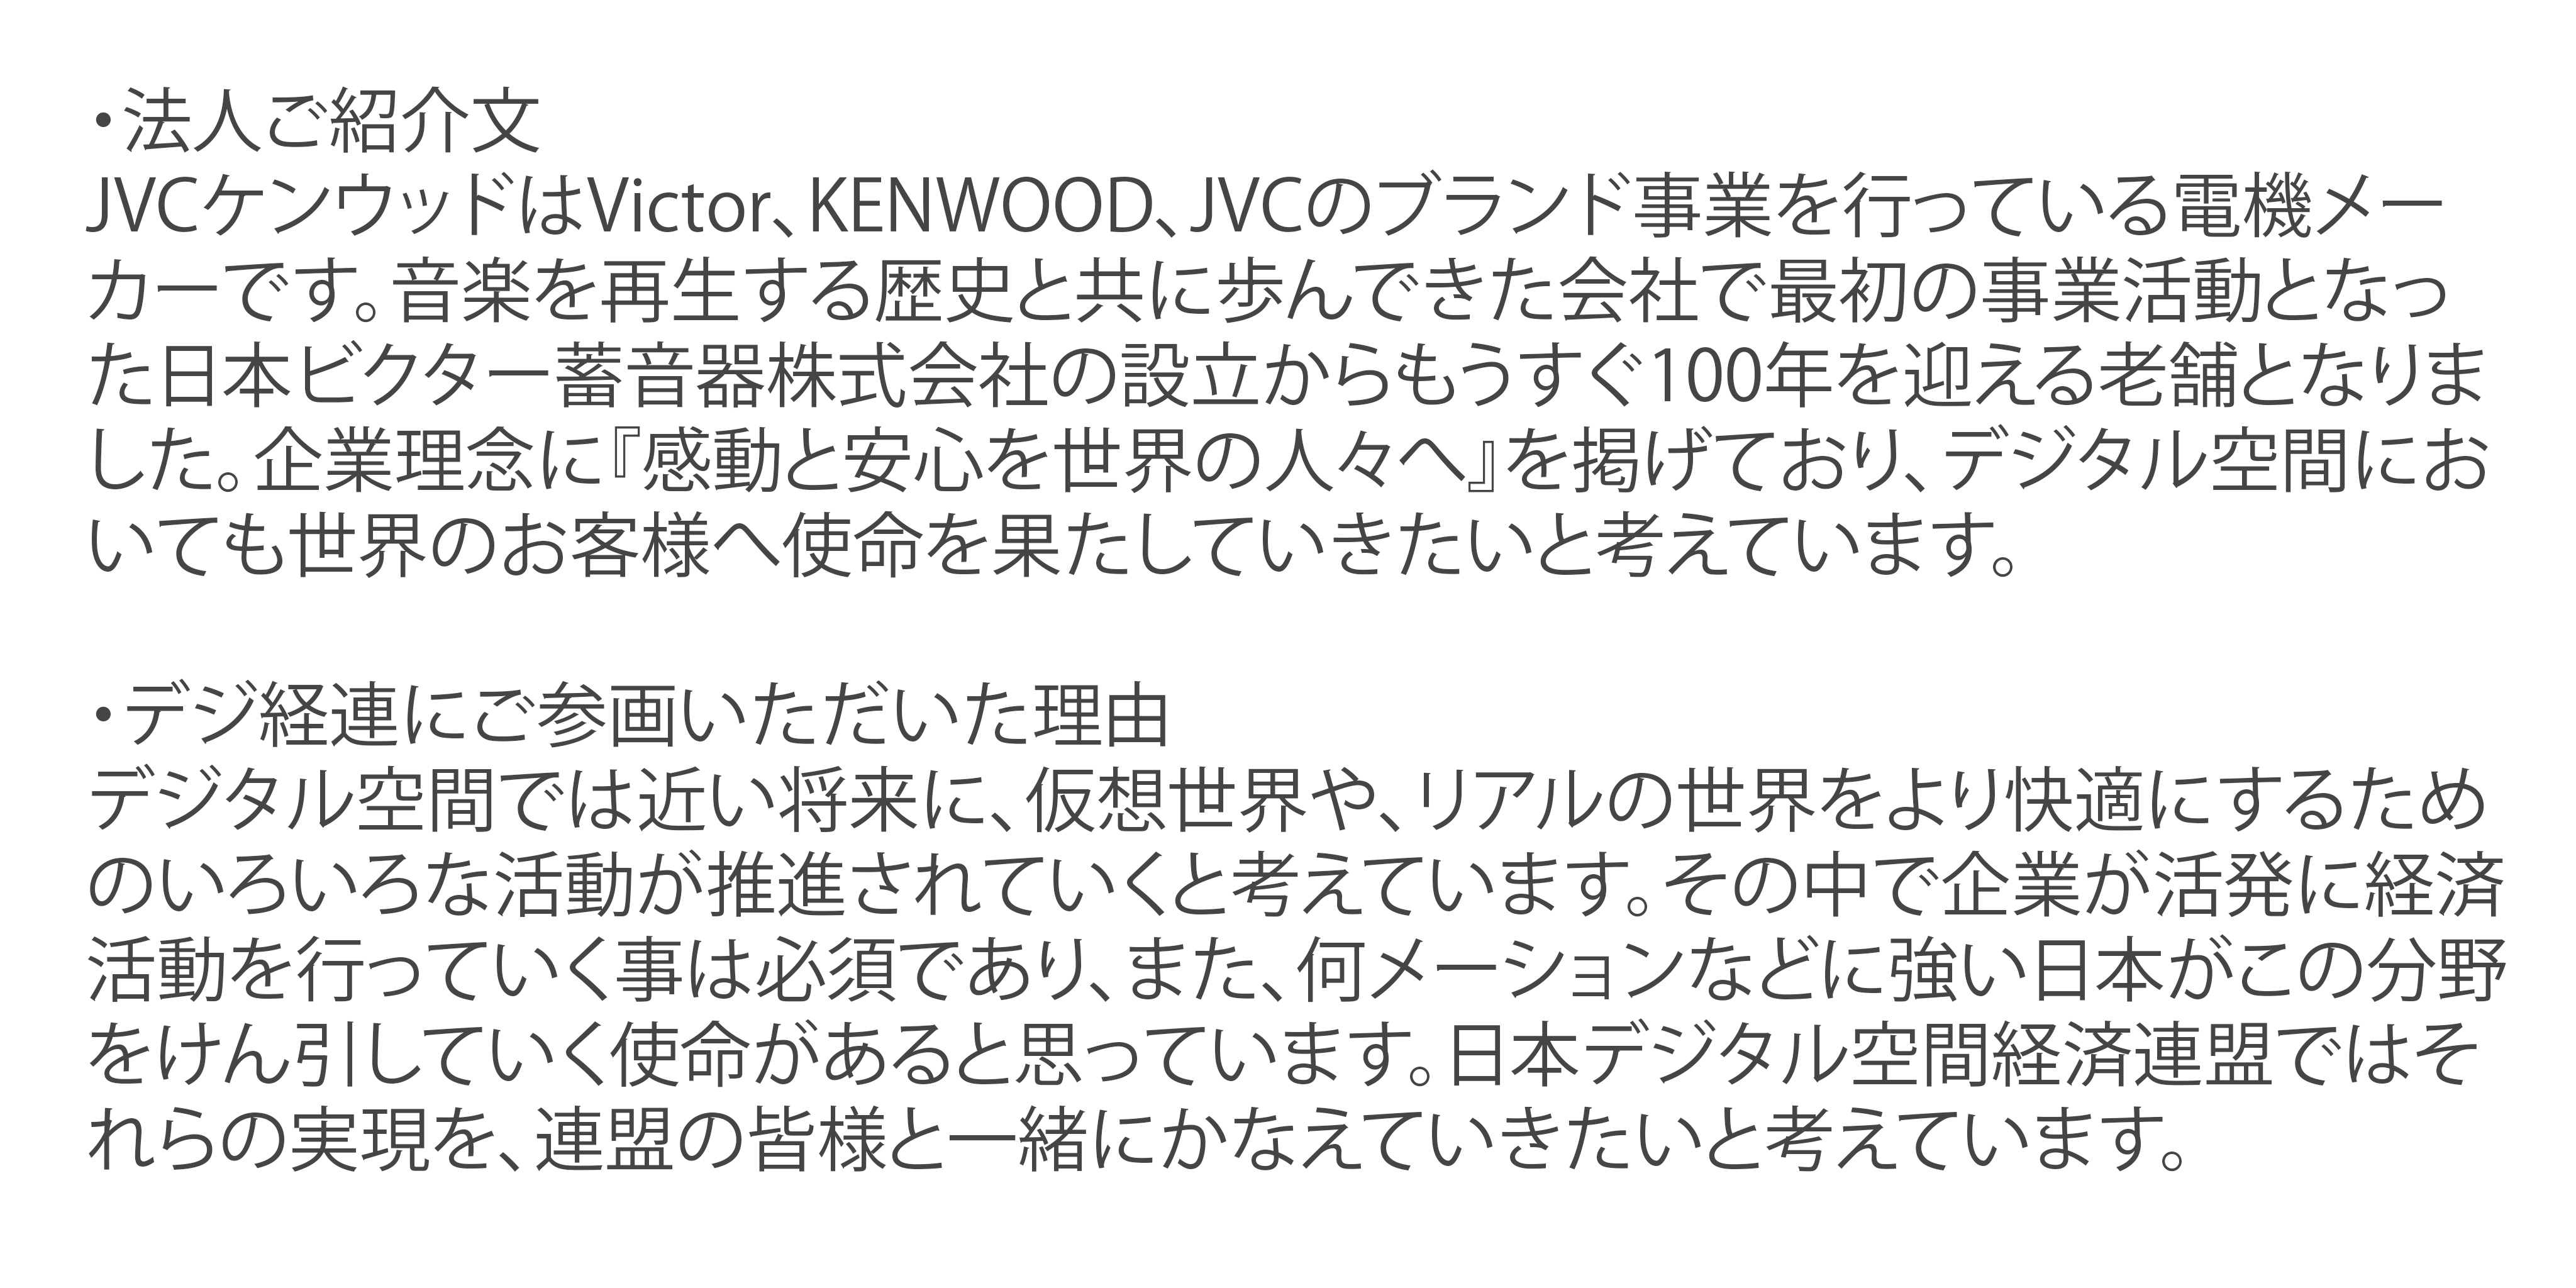 ・法人ご紹介文
JVCケンウッドはVictor、KENWOOD、JVCのブランド事業を行っている電機メー
カーです。音楽を再生する歴史と共に歩んできた会社で最初の事業活動となっ
た日本ビクター蓄音器株式会社の設立からもうすぐ100年を迎える老舗となりま
した。企業理念に『感動と安心を世界の人々へ』を掲げており、デジタル空間にお
いても世界のお客様へ使命を果たしていきたいと考えています。
・デジ経連にご参画いただいた理由
デジタル空間では近い将来に、仮想世界や、リアルの世界をより快適にするため
のいろいろな活動が推進されていくと考えています。その中で企業が活発に経済
活動を行っていく事は必須であり、また、何メーションなどに強い日本がこの分野
をけん引していく使命があると思っています。日本デジタル空間経済連盟ではそ
れらの実現を、連盟の皆様と一緒にかなえていきたいと考えています。